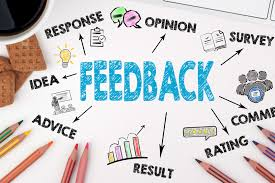 RESPONSE
OPINION
SURVEY
IDEA
FEEDBACK
COMME
ADVICE
RATING
RESULT